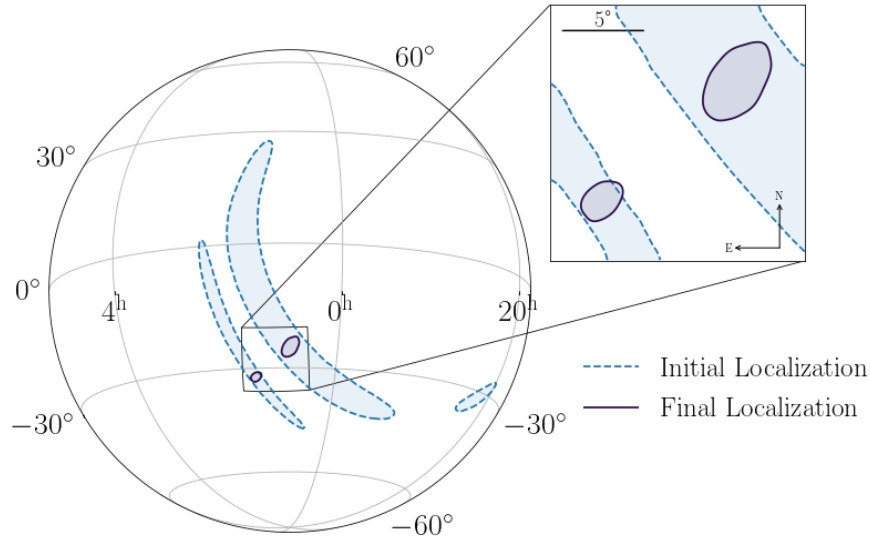 60°
5°
30°
N
E
0°
4h
0h
20h
Initial Localization
Final Localization
−30°
−30°
−60°